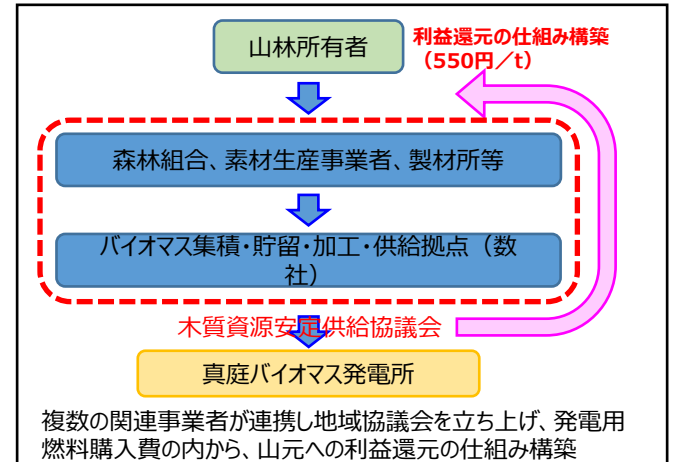 山林所有者
利益還元の仕組み構築
（550円／t）
森林組合、素材生産事業者、製材所等
バイオマス集積・貯留・加工・供給拠点（数
社）
木質資源安定供給協議会
真庭バイオマス発電所
複数の関連事業者が連携し地域協議会を立ち上げ、発電用
燃料購入費の内から、山元への利益還元の仕組み構築